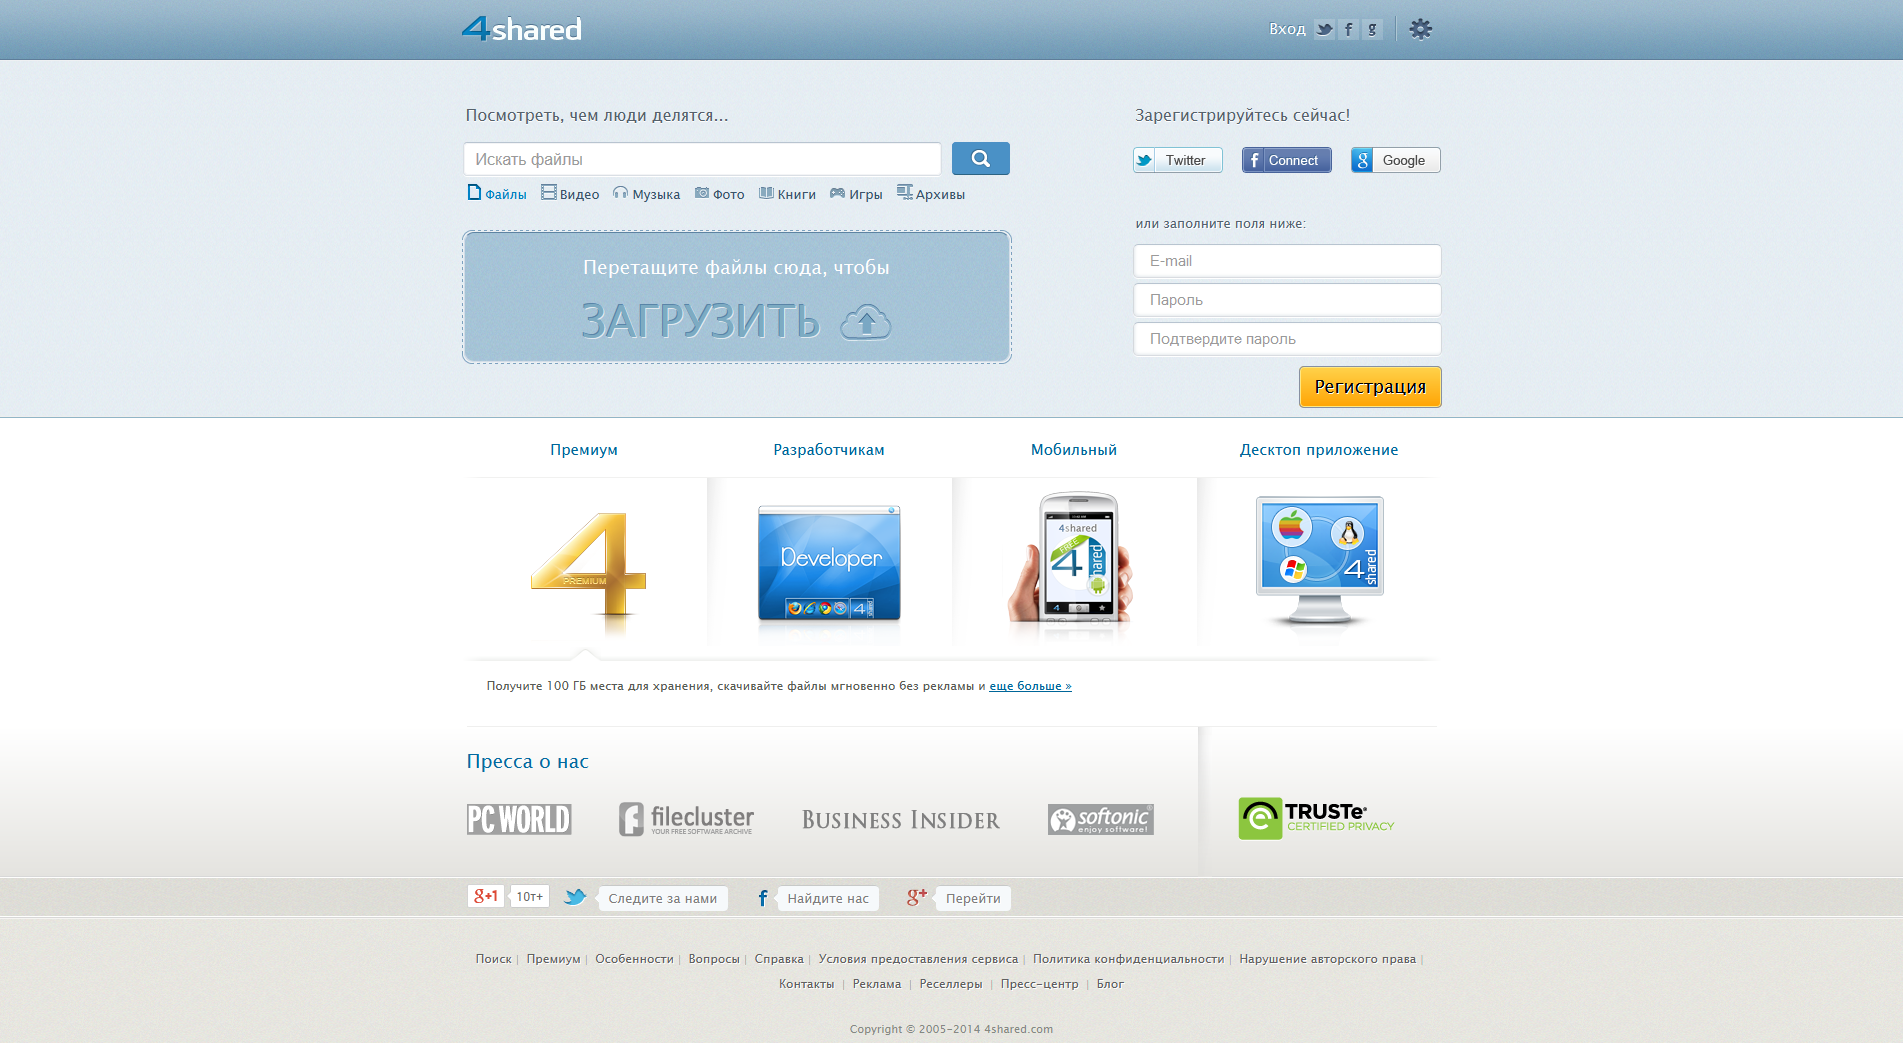 4shared
Вход
Посмотреть, чем люди делятся...
Искать файлы
Файлы Видео Музыка Фото Книги Игры Архивы
Перетащите файлы сюда, чтобы
ЗАГРУЗИТЬ
Зарегистрируйтесь сейчас!
Twitter Connect Google
или заполните поля ниже:
E-mail
Пароль
Подтвердите пароль
Регистрация
Премиум Разработчикам Мобильный Десктоп приложение
PREMIUM
Developer
4shared
FREE
4shared
4shared
Получите 100 ГБ места для хранения, скачивайте файлы мгновенно без рекламы и еще больше »
Пресса о нас
PC WORLD
filecluster
YOUR FREE SOFTWARE ARCHIVE
BUSINESS INSIDER
softonic
enjoy software!
TRUSTe
CERTIFIED PRIVACY
g+1 10т+ Следите за нами Найдите нас g+ Перейти
Поиск | Премиум | Особенности | Вопросы | Справка | Условия предоставления сервиса | Политика конфиденциальности | Нарушение авторского права |
Контакты | Реклама | Реселлеры | Пресс-центр | Блог
Copyright © 2005-2014 4shared.com